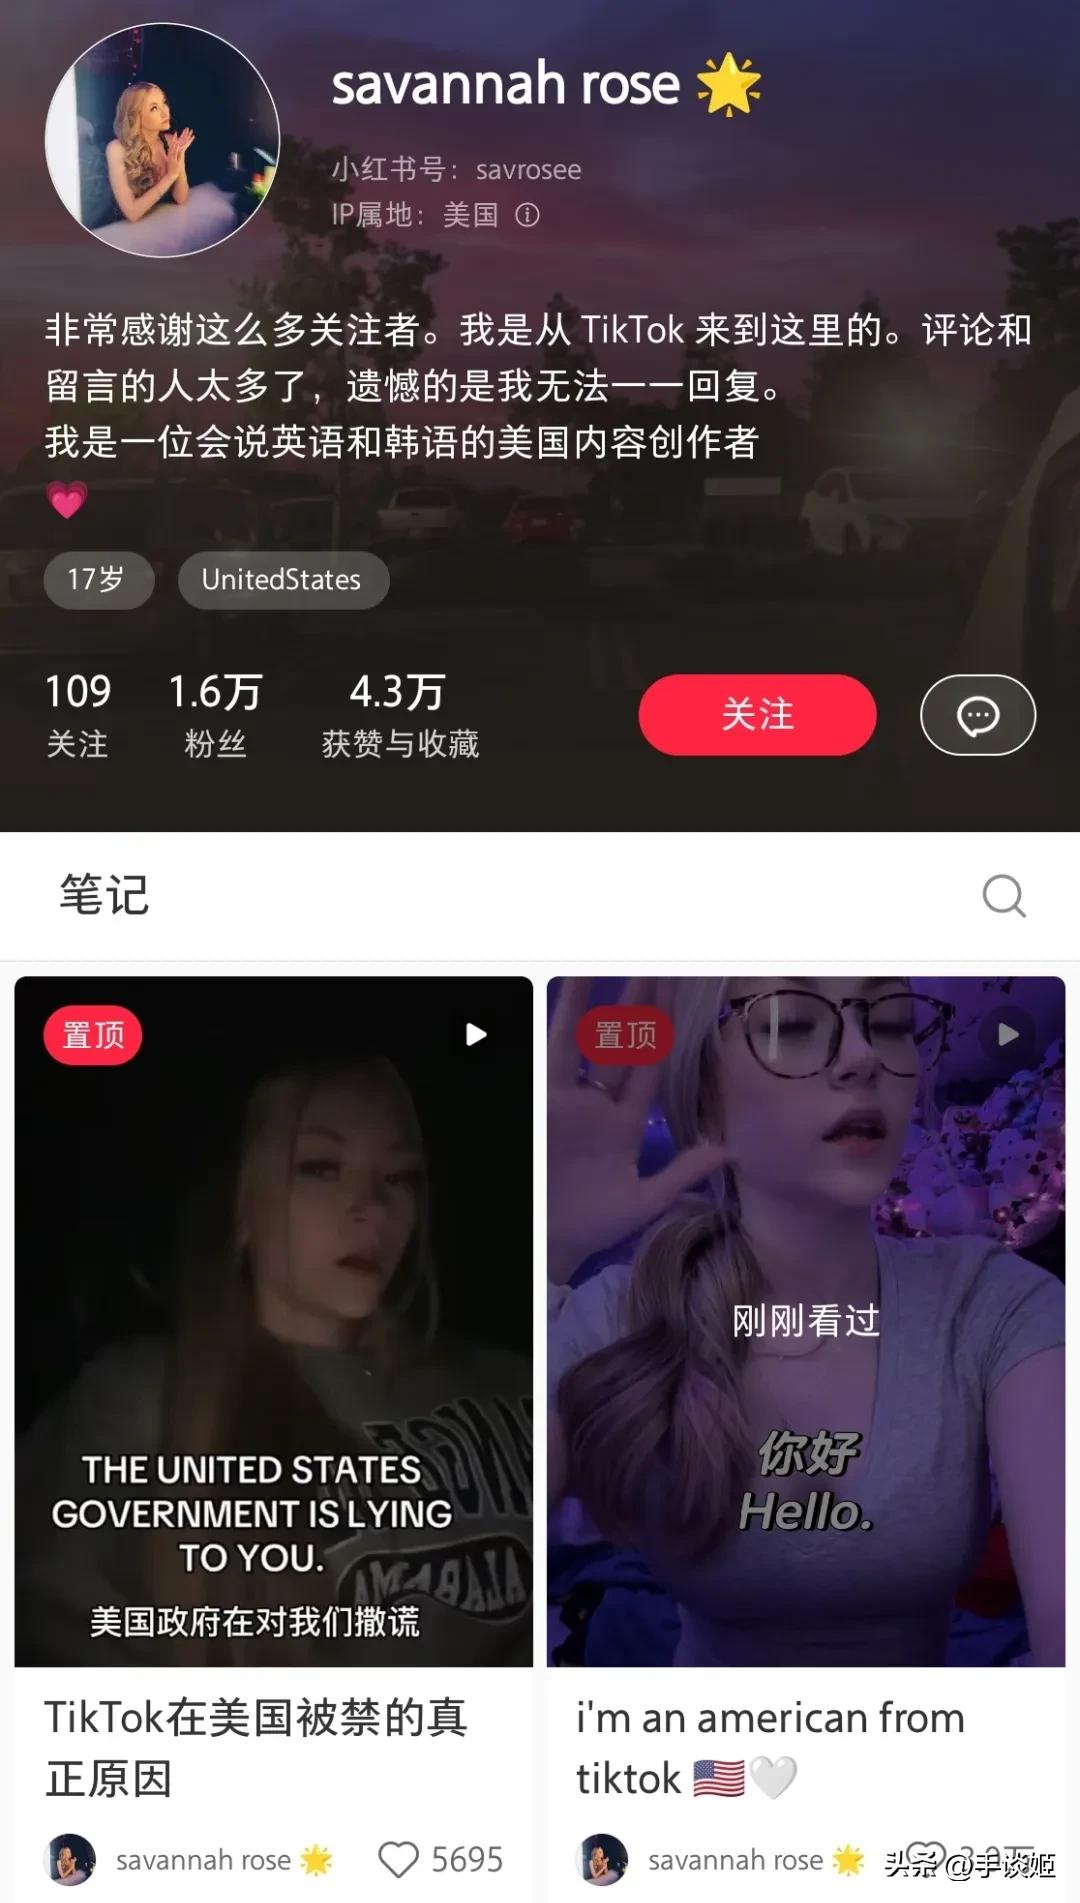 savannah rose
小红书号：savrosee
IP属地：美国
非常感谢这么多关注者。我是从 TikTok 来到这里的。评论和
留言的人太多了，遗憾的是我无法一一回复。
我是一位会说英语和韩语的美国内容创作者
17岁 UnitedStates
109 1.6万 4.3万
关注 粉丝 获赞与收藏
关注
笔记
置顶
THE UNITED STATES
GOVERNMENT IS LYING
TO YOU.
美国政府在对我们撒谎
TikTok在美国被禁的真
正原因
savannah rose 5695
置顶
刚刚看过
你好
Hello.
i'm an american from
tiktok
savannah rose
头条 @手谈姬